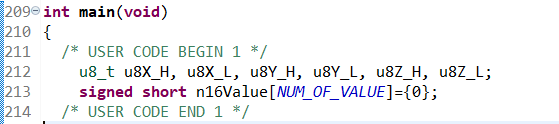 209 int main(void)
210 {
211 /* USER CODE BEGIN 1 */
212 u8_t u8X_H, u8X_L, u8Y_H, u8Y_L, u8Z_H, u8Z_L;
213 signed short n16Value[NUM_OF_VALUE]={0};
214 /* USER CODE END 1 */